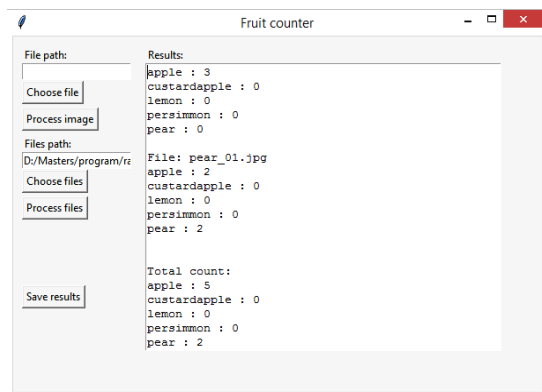 Fruit counter
File path:
Choose file
Process image
Files path:
D:/Masters/program/ra
Choose files
Process files
Save results
Results:
apple : 3
custardapple : 0
lemon : 0
persimmon : 0
pear : 0
File: pear_01.jpg
apple : 2
custardapple : 0
lemon : 0
persimmon : 0
pear : 2
Total count:
apple : 5
custardapple : 0
lemon : 0
persimmon : 0
pear : 2